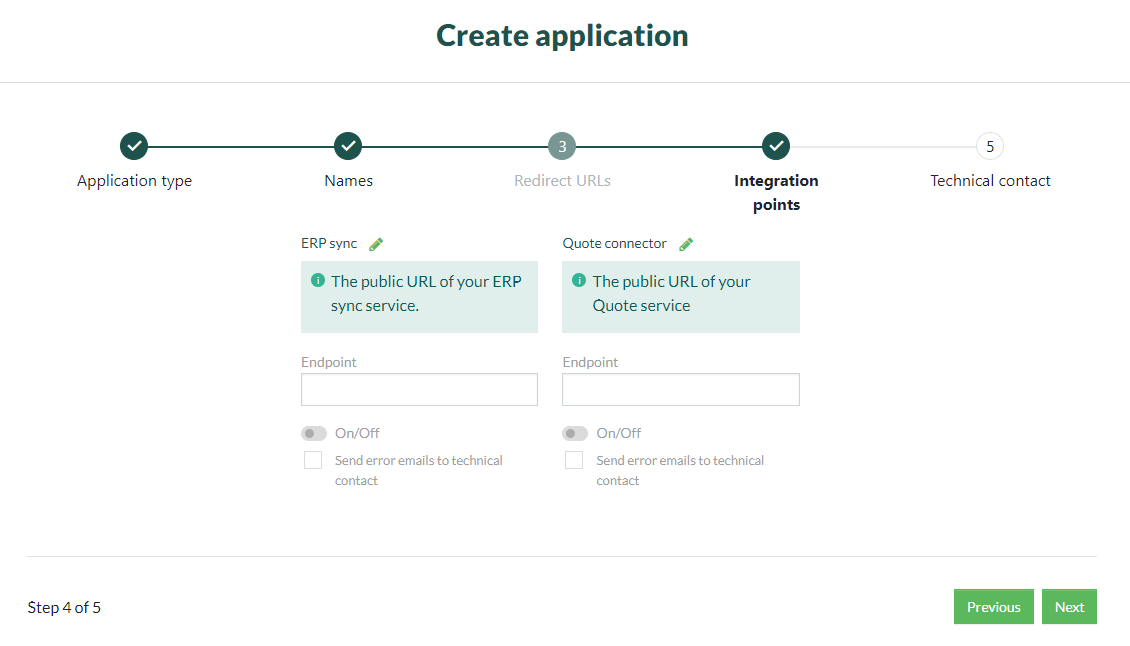 Create application
3
5
Application type
Names
Redirect URLs
Integration
points
Technical contact
ERP sync
Quote connector
The public URL of your ERP
sync service.
The public URL of your
Quote service
Endpoint
Endpoint
On/Off
On/Off
Send error emails to technical
contact
Send error emails to technical
contact
Step 4 of 5
Previous
Next